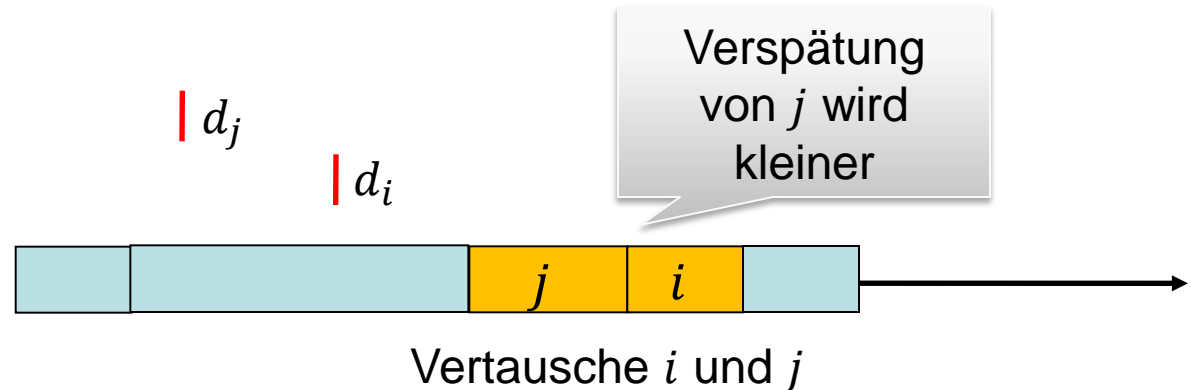 Verspätung
von j wird
kleiner
d_j
d_i
j i
Vertausche i und j